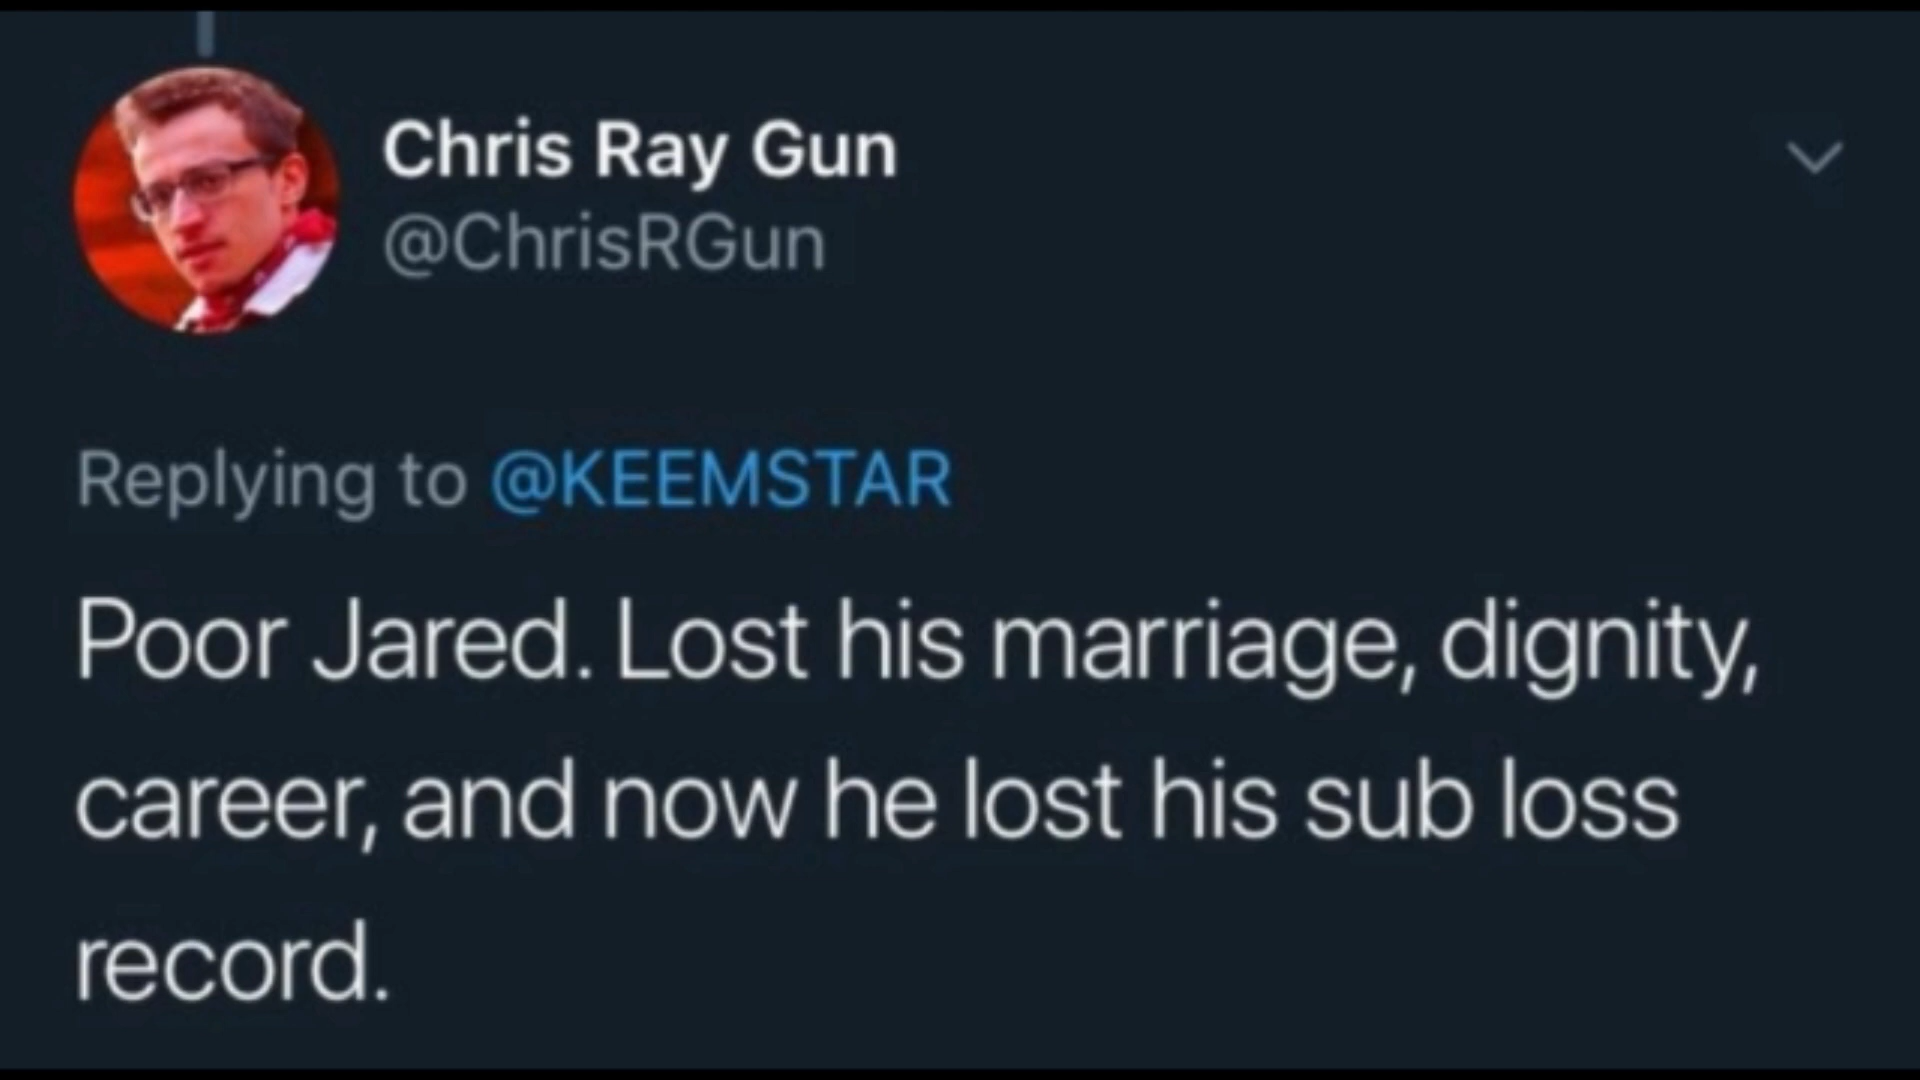 Chris Ray Gun
@ChrisRGun
Replying to @KEEMSTAR
Poor Jared. Lost his marriage, dignity,
career, and now he lost his sub loss
record.